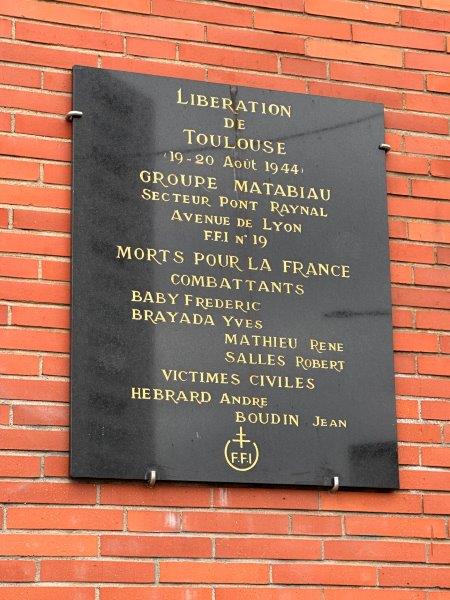 LIBERATION
DE
TOULOUSE
(19-20 AOÛT 1944)
GROUPE MATABIAU
SECTEUR PONT RAYNAL
AVENUE DE LYON
F.F.I N° 19
MORTS POUR LA FRANCE
COMBATTANTS
BABY FREDERIC
BRAYADA YVES
MATHIEU RENE
SALLES ROBERT
VICTIMES CIVILES
HEBRARD ANDRE
BOUDIN JEAN
F.F.I